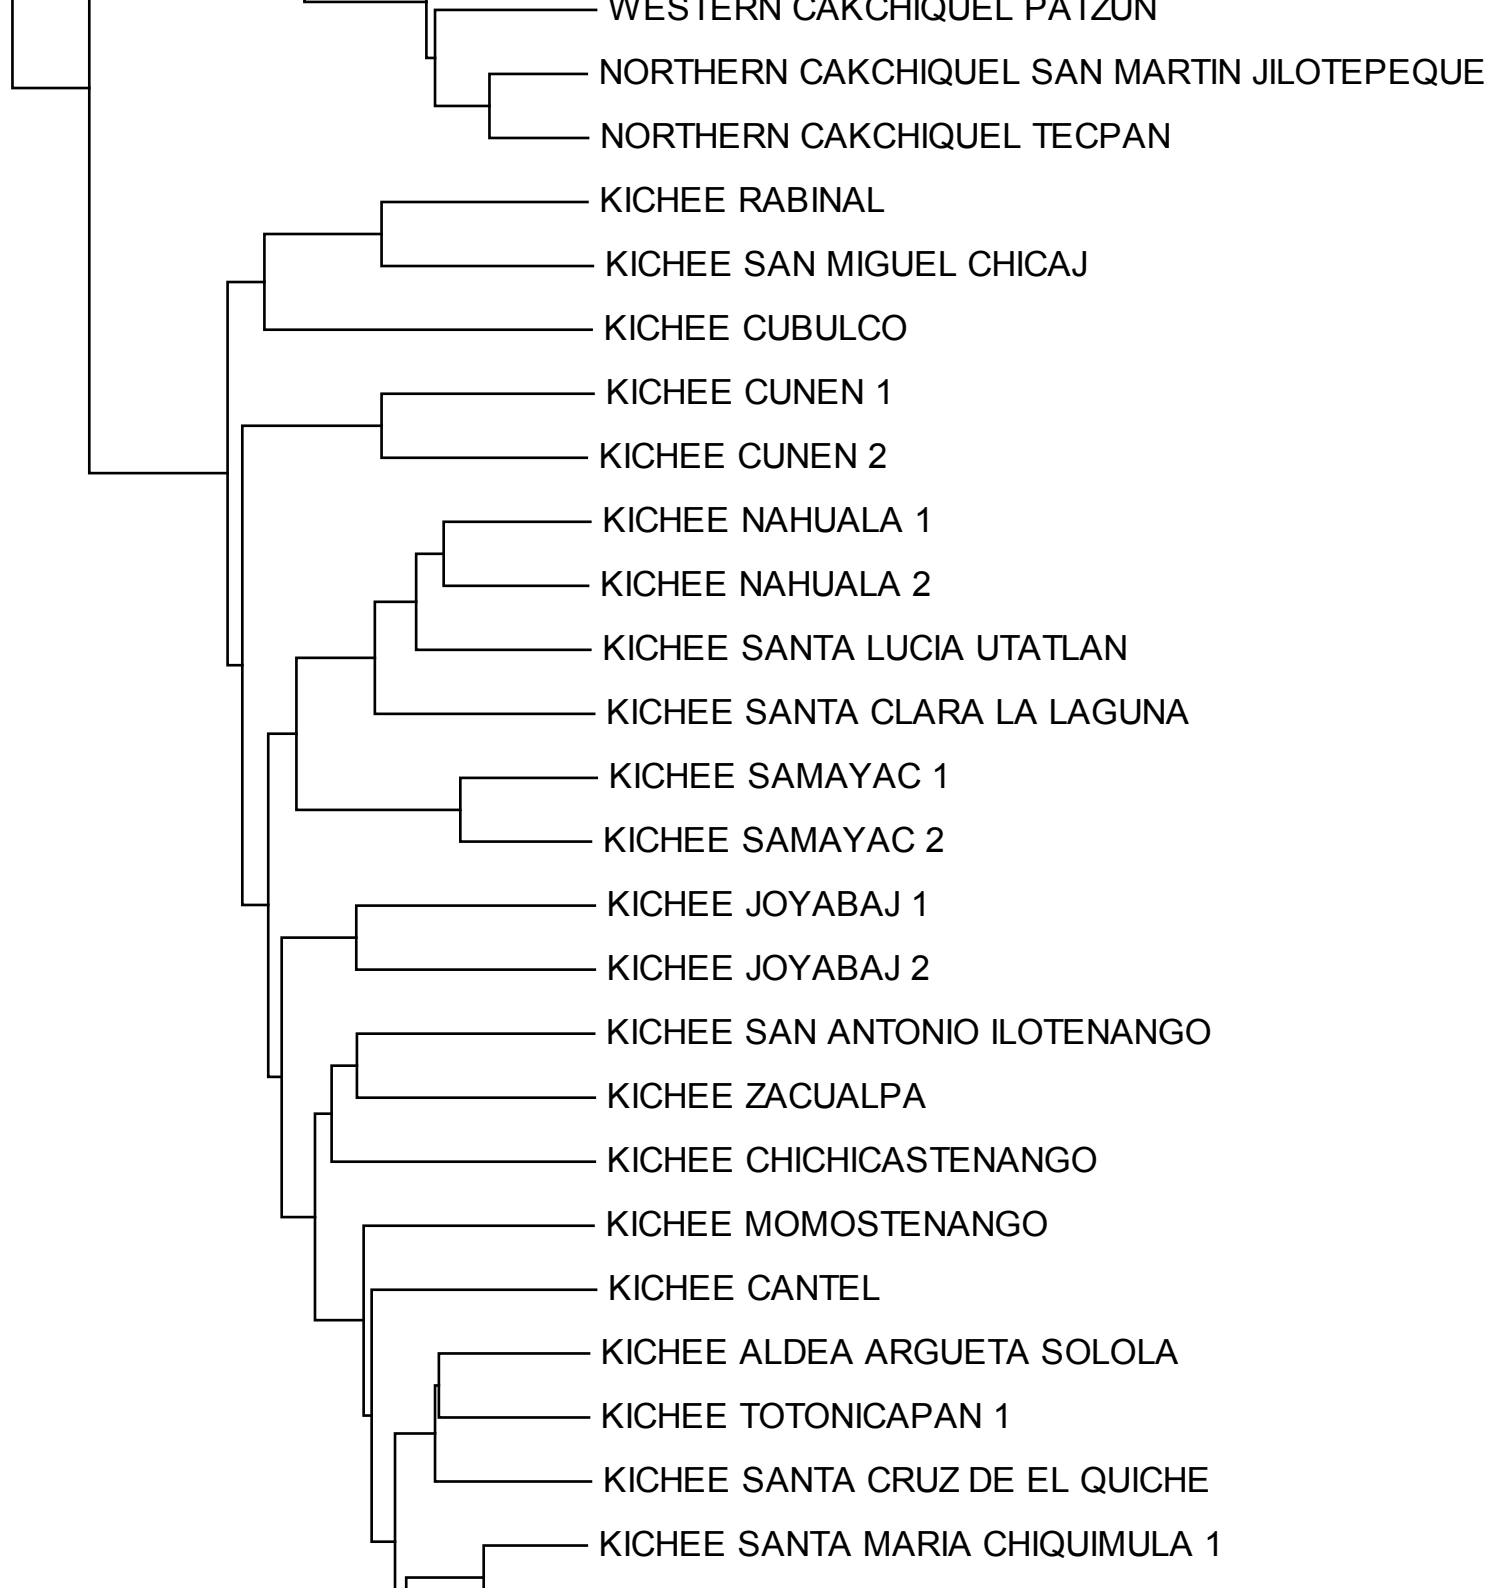 WESTERN CAKCHIQUEL PATZUN
NORTHERN CAKCHIQUEL SAN MARTIN JILOTEPEQUE
NORTHERN CAKCHIQUEL TECPAN
KICHEE RABINAL
KICHEE SAN MIGUEL CHICAJ
KICHEE CUBULCO
KICHEE CUNEN 1
KICHEE CUNEN 2
KICHEE NAHUALA 1
KICHEE NAHUALA 2
KICHEE SANTA LUCIA UTATLAN
KICHEE SANTA CLARA LA LAGUNA
KICHEE SAMAYAC 1
KICHEE SAMAYAC 2
KICHEE JOYABAJ 1
KICHEE JOYABAJ 2
KICHEE SAN ANTONIO ILOTENANGO
KICHEE ZACUALPA
KICHEE CHICHICASTENANGO
KICHEE MOMOSTENANGO
KICHEE CANTEL
KICHEE ALDEA ARGUETA SOLOLA
KICHEE TOTONICAPAN 1
KICHEE SANTA CRUZ DE EL QUICHE
KICHEE SANTA MARIA CHIQUIMULA 1